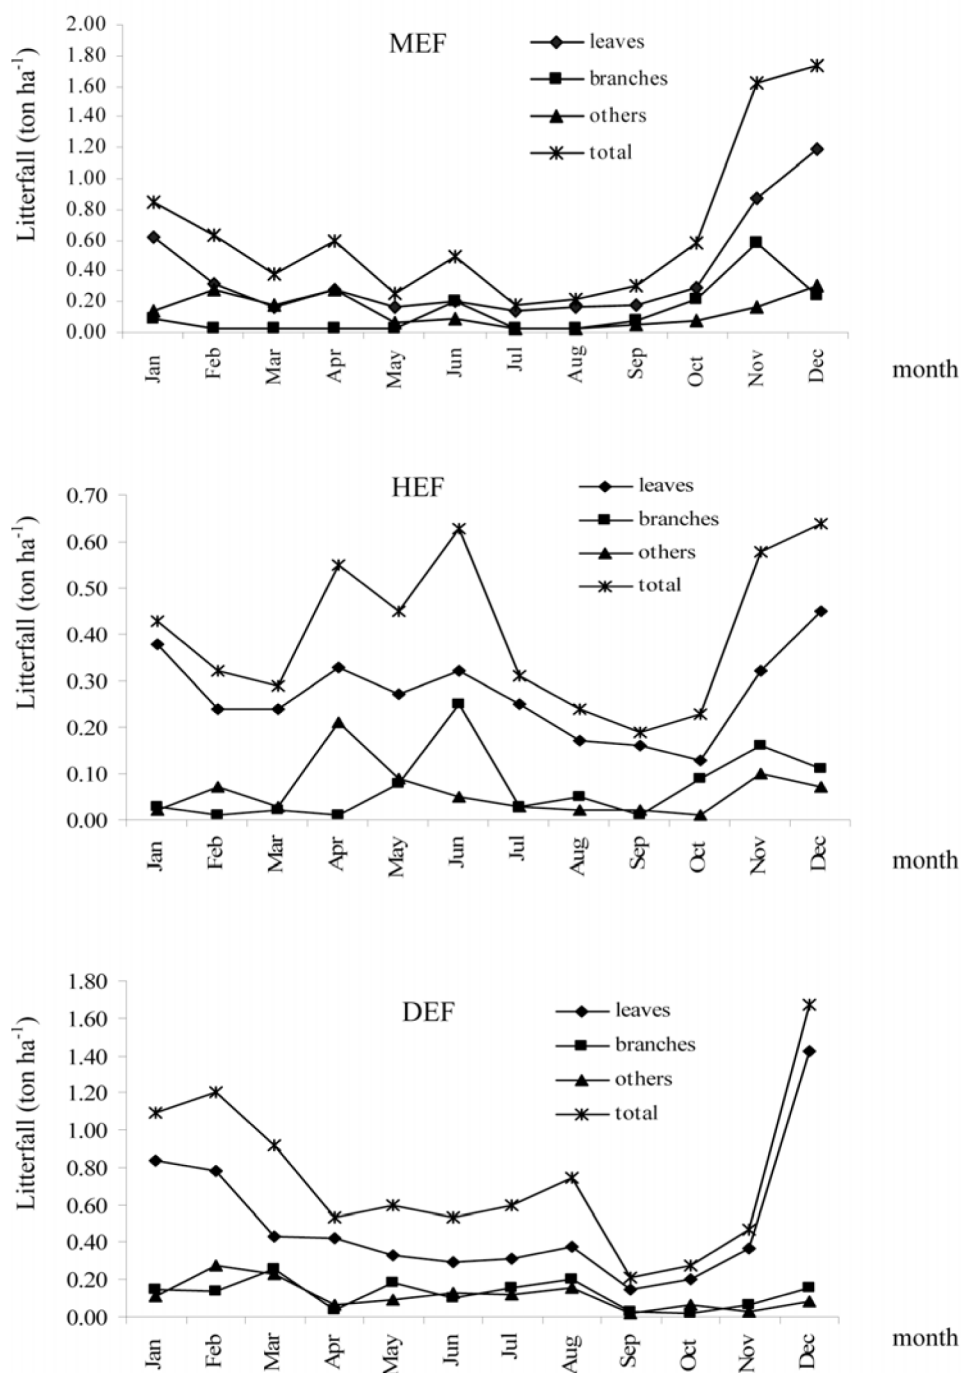 MEF
leaves
branches
others
total
Litterfall (ton ha⁻¹)
2.00
1.80
1.60
1.40
1.20
1.00
0.80
0.60
0.40
0.20
0.00
Jan Feb Mar Apr May Jun Jul Aug Sep Oct Nov Dec
month
HEF
leaves
branches
others
total
Litterfall (ton ha⁻¹)
0.70
0.60
0.50
0.40
0.30
0.20
0.10
0.00
Jan Feb Mar Apr May Jun Jul Aug Sep Oct Nov Dec
month
DEF
leaves
branches
others
total
Litterfall (ton ha⁻¹)
1.80
1.60
1.40
1.20
1.00
0.80
0.60
0.40
0.20
0.00
Jan Feb Mar Apr May Jun Jul Aug Sep Oct Nov Dec
month